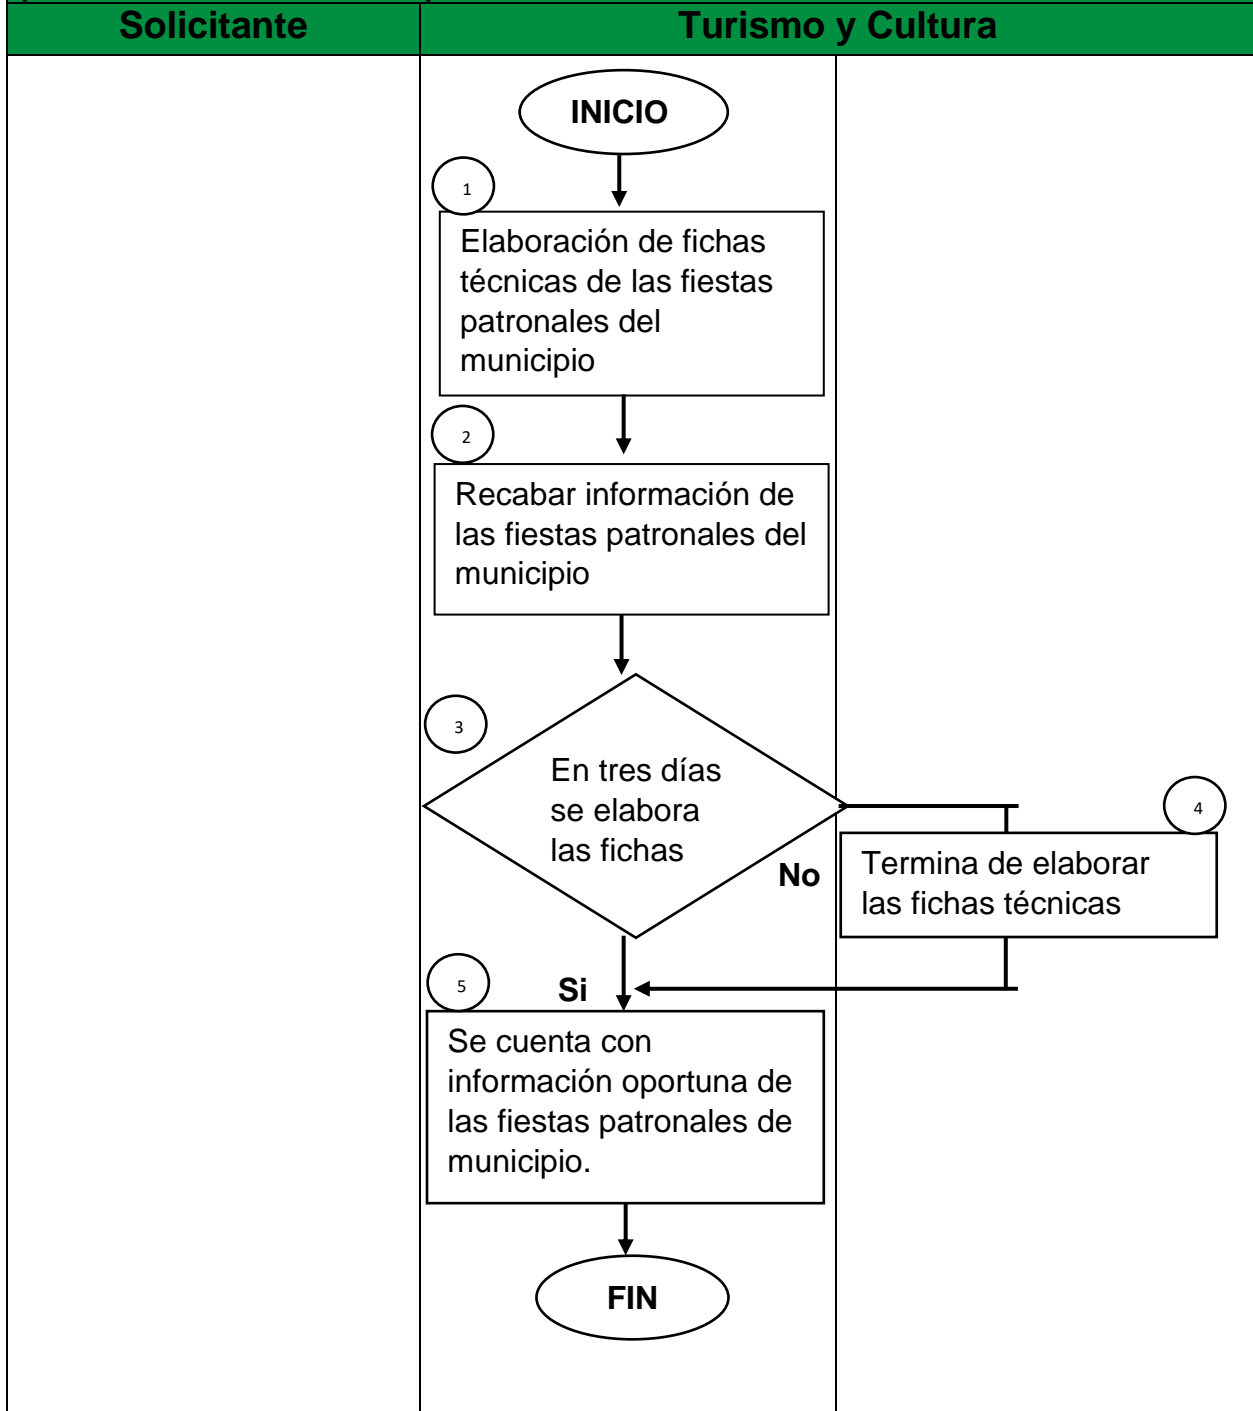 Solicitante
Turismo y Cultura
INICIO
1
Elaboración de fichas
técnicas de las fiestas
patronales del
municipio
2
Recabar información de
las fiestas patronales del
municipio
3
En tres días
se elabora
las fichas
No
4
Termina de elaborar
las fichas técnicas
Si
5
Se cuenta con
información oportuna de
las fiestas patronales de
municipio.
FIN